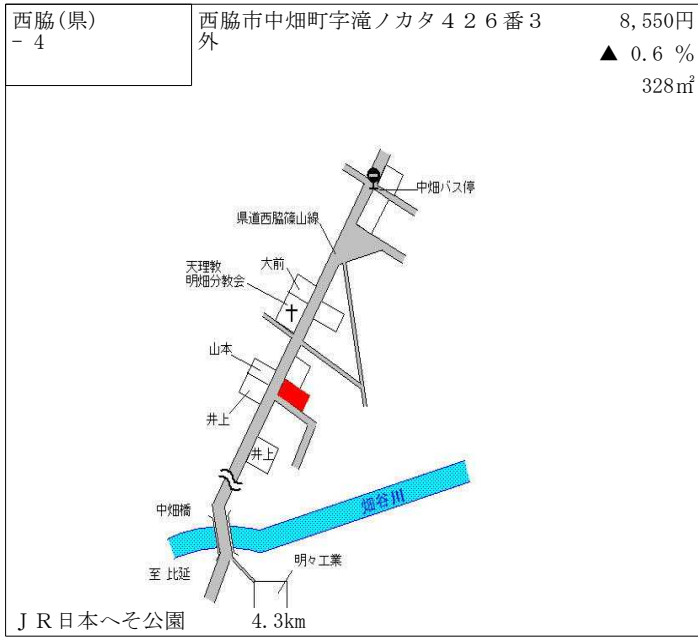 西脇(県)
- 4
西脇市中畑町字滝ノカタ４２６番３
外
8,550円
▲ 0.6 %
328㎡
中畑バス停
県道西脇篠山線
大前
天理教
明畑分教会
山本
井上
井上
畑谷川
中畑橋
明々工業
至 比延
ＪＲ日本へそ公園 4.3km